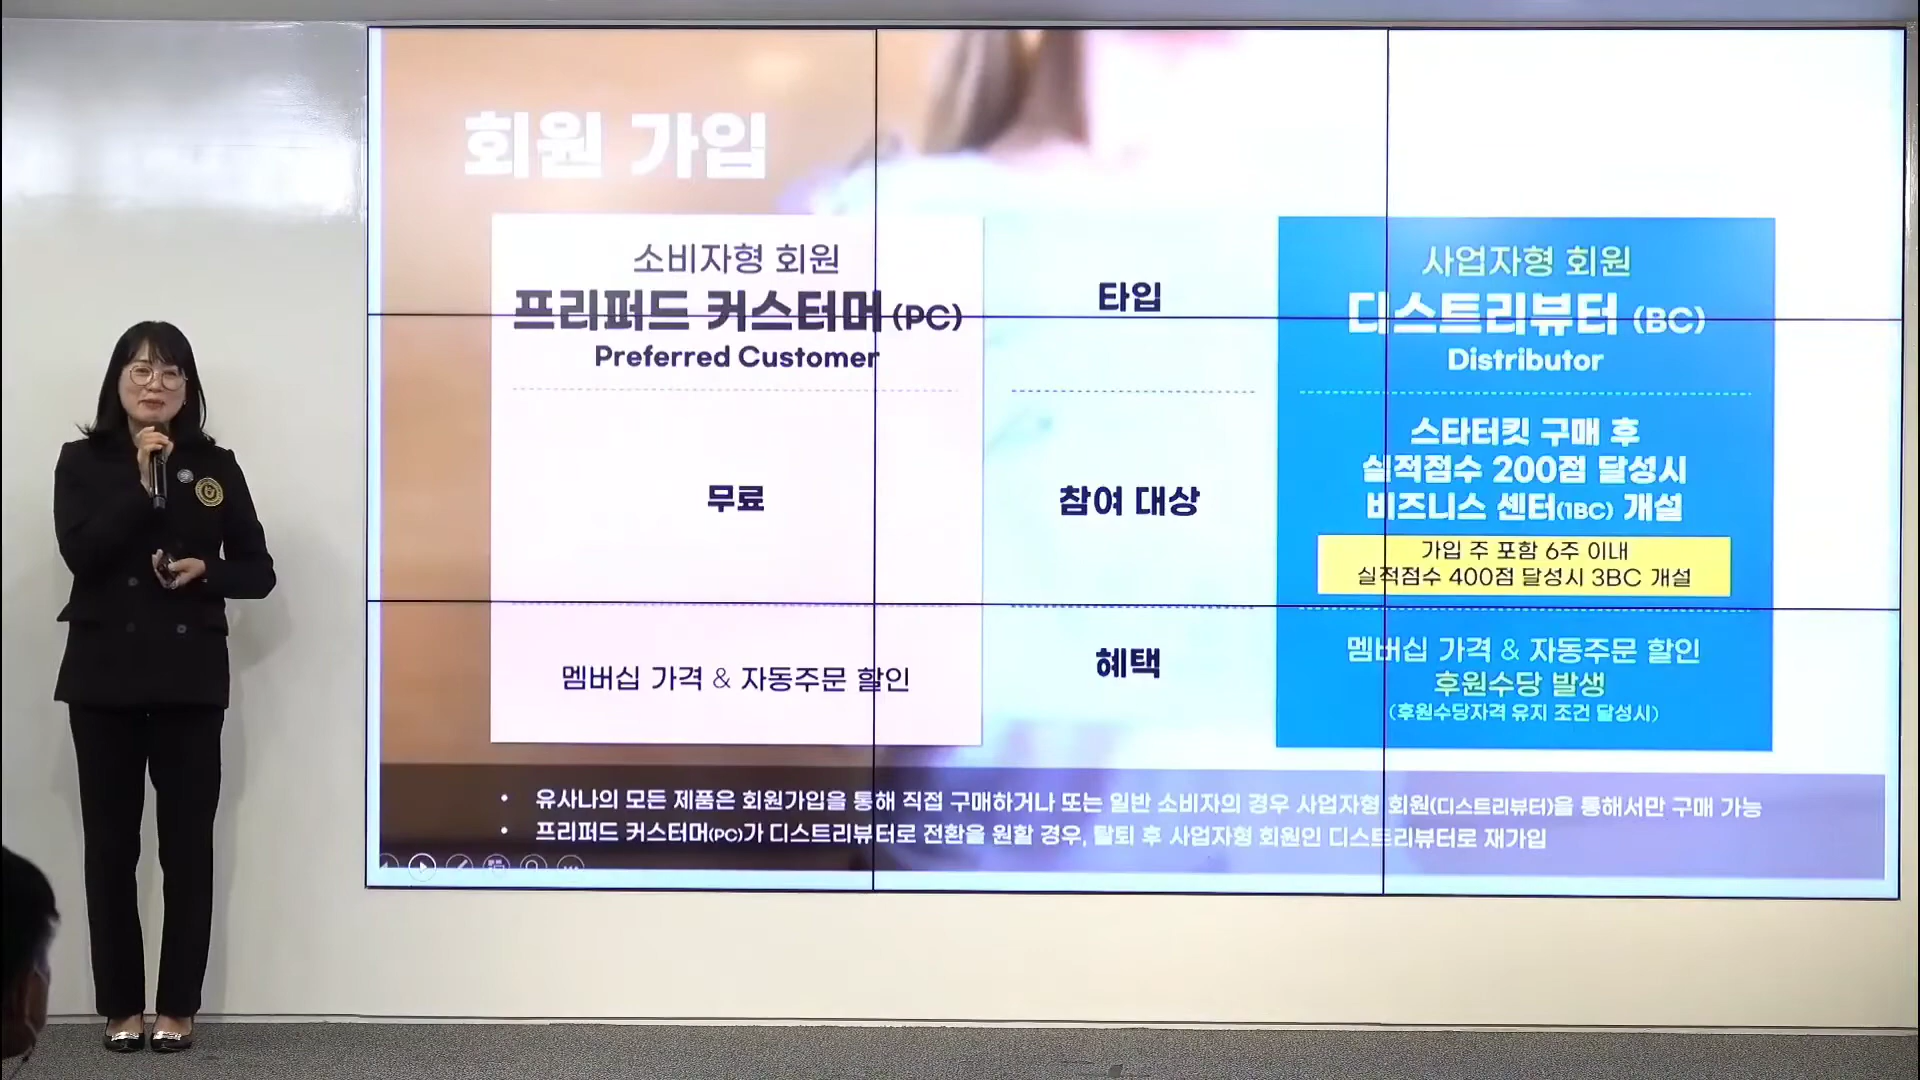 회원 가입
소비자형 회원
프리퍼드 커스터머(PC)
Preferred Customer
무료
멤버십 가격 & 자동주문 할인
타입
참여 대상
혜택
사업자형 회원
디스트리뷰터 (BC)
Distributor
스타터킷 구매 후
실적점수 200점 달성시
비즈니스 센터(1BC) 개설
가입 주 포함 6주 이내
실적점수 400점 달성시 3BC 개설
멤버십 가격 & 자동주문 할인
후원수당 발생
(후원수당자격 유지 조건 달성시)
• 유사나의 모든 제품은 회원가입을 통해 직접 구매하거나 또는 일반 소비자의 경우 사업자형 회원(디스트리뷰터)을 통해서만 구매 가능
• 프리퍼드 커스터머(PC)가 디스트리뷰터로 전환을 원할 경우, 탈퇴 후 사업자형 회원인 디스트리뷰터로 재가입